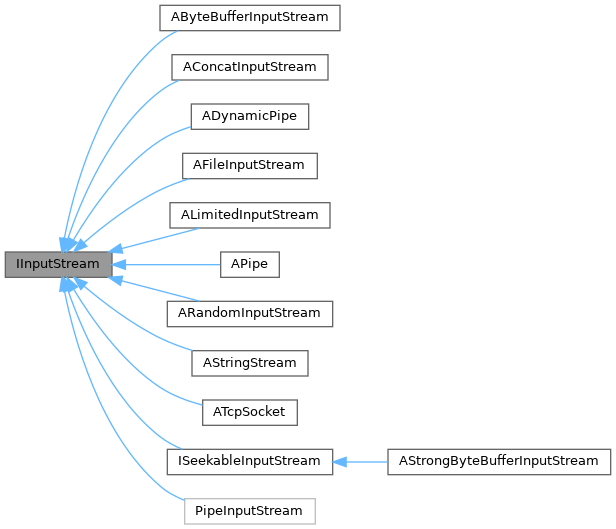 AByteBufferInputStream
AConcatInputStream
ADynamicPipe
AFileInputStream
ALimitedInputStream
IInputStream
APipe
ARandomInputStream
AStringStream
ATcpSocket
ISeekableInputStream
AStrongByteBufferInputStream
PipeInputStream